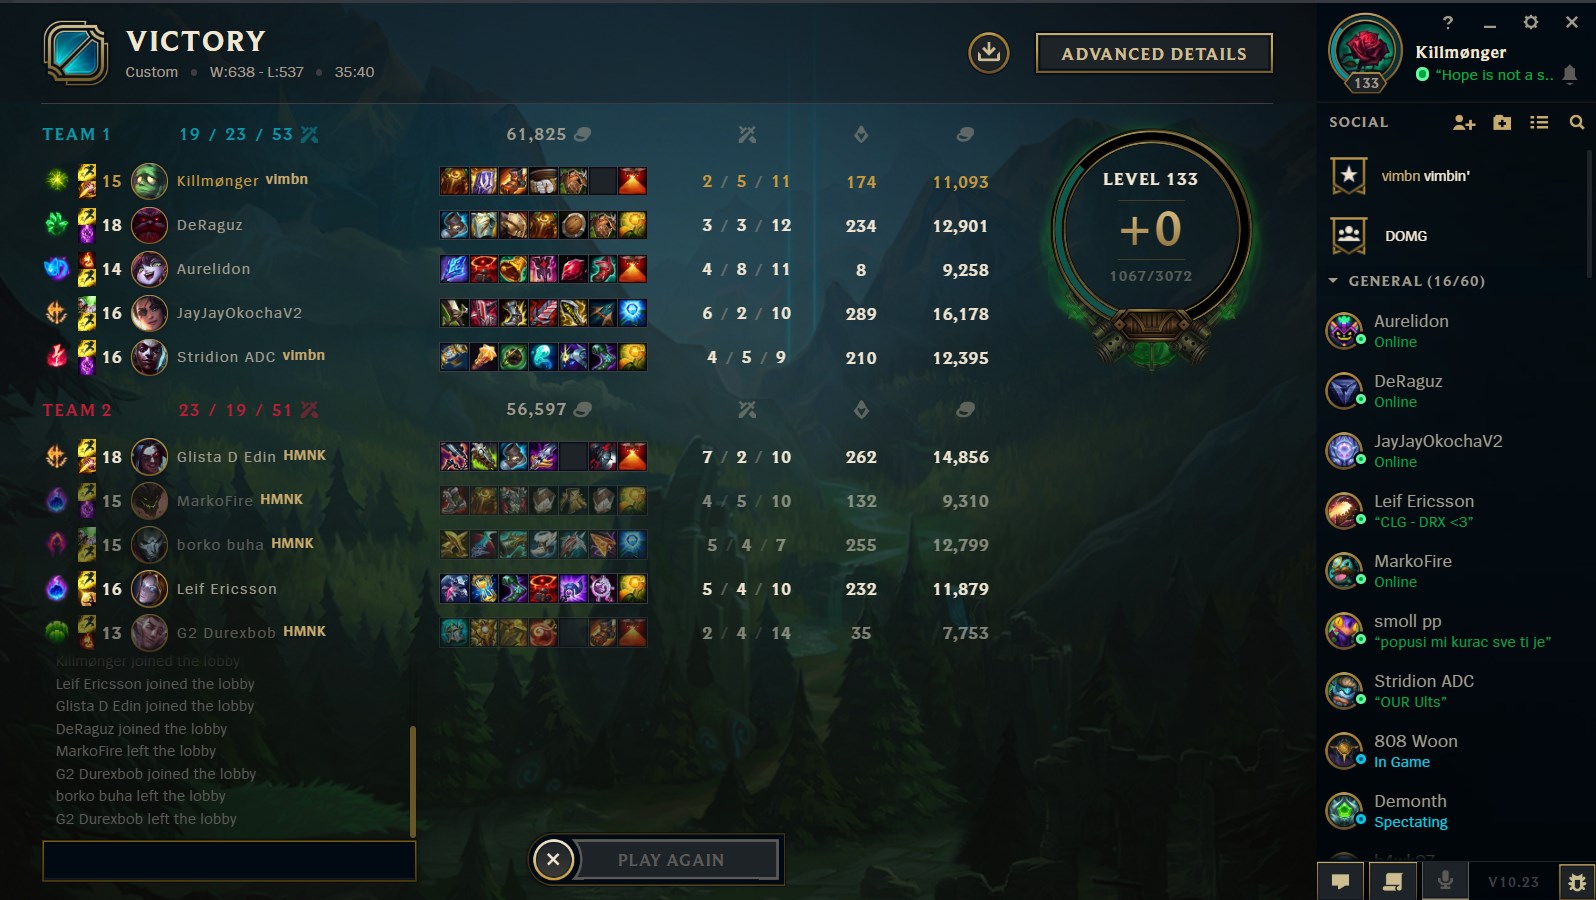 VICTORY
Custom • W:638 - L:537 • 35:40
ADVANCED DETAILS
TEAM 1 19 / 23 / 53 61,825
15 Killmønger vimbn 2 / 5 / 11 174 11,093
18 DeRaguz 3 / 3 / 12 234 12,901
14 Aurelidon 4 / 8 / 11 8 9,258
16 JayJayOkochaV2 6 / 2 / 10 289 16,178
16 Stridion ADC vimbn 4 / 5 / 9 210 12,395
TEAM 2 23 / 19 / 51 56,597
18 Glista D Edin HMNK 7 / 2 / 10 262 14,856
15 MarkoFire HMNK 4 / 5 / 10 132 9,310
15 borko buha HMNK 5 / 4 / 7 255 12,799
16 Leif Ericsson 5 / 4 / 10 232 11,879
13 G2 Durexbob HMNK 2 / 4 / 14 35 7,753
Killmønger joined the lobby
Leif Ericsson joined the lobby
Glista D Edin joined the lobby
DeRaguz joined the lobby
MarkoFire left the lobby
G2 Durexbob joined the lobby
borko buha left the lobby
G2 Durexbob left the lobby
PLAY AGAIN
LEVEL 133
+0
1067/3072
?
Killmønger
133
“Hope is not a s..
SOCIAL
vimbn vimbin'
DOMG
GENERAL (16/60)
Aurelidon
Online
DeRaguz
Online
JayJayOkochaV2
Online
Leif Ericsson
“CLG - DRX <3”
MarkoFire
Online
smoll pp
“popusi mi kurac sve ti je”
Stridion ADC
“OUR Ults”
808 Woon
In Game
Demonth
Spectating
V10.23